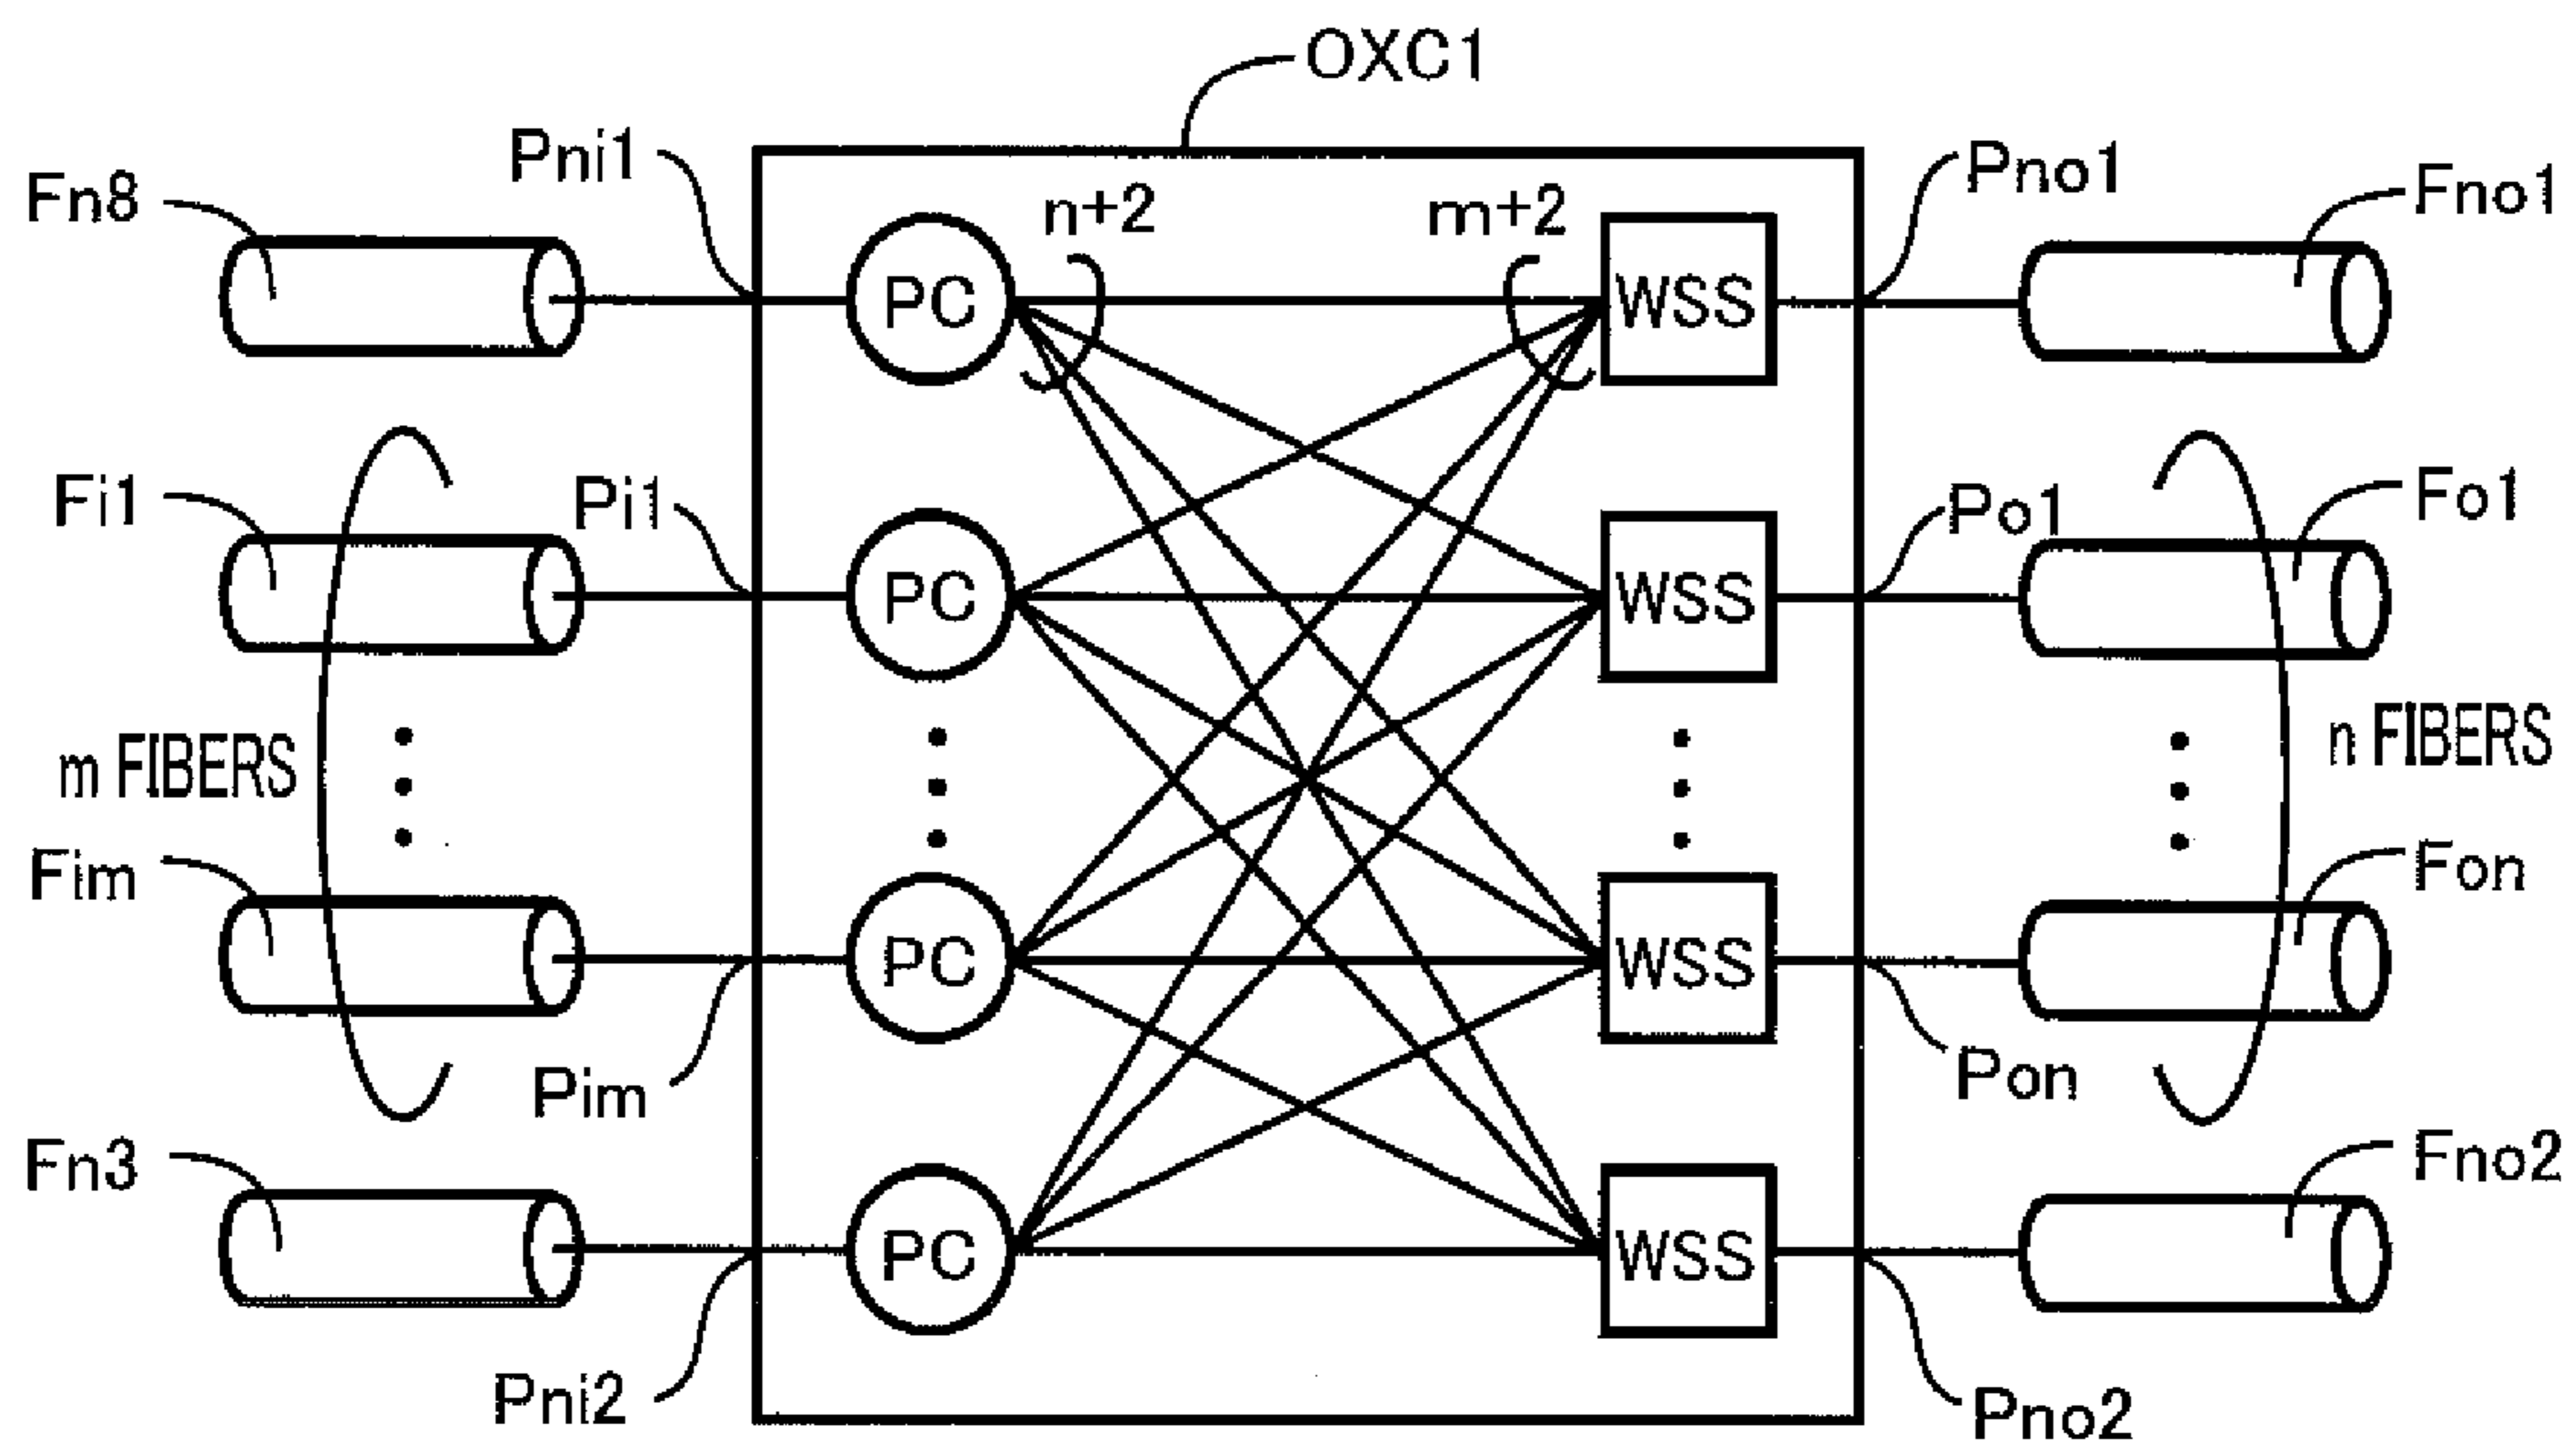 OXC1
Pni1
Pno1
Fn8
n+2
m+2
Fno1
PC
WSS
Fi1
Pi1
Po1
Fo1
PC
WSS
m FIBERS
n FIBERS
Fim
Fon
PC
WSS
Pim
Pon
Fn3
Fno2
PC
WSS
Pni2
Pno2